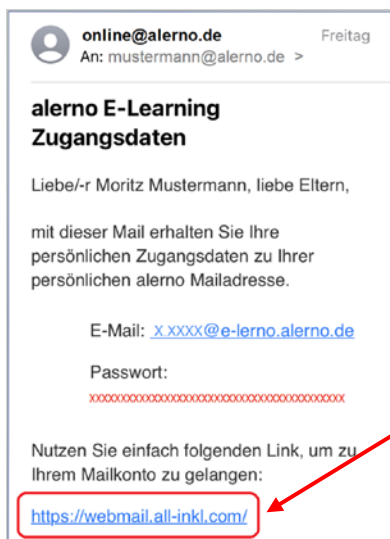 online@alerno.de Freitag
An: mustermann@alerno.de >
alerno E-Learning
Zugangsdaten
Liebe/-r Moritz Mustermann, liebe Eltern,
mit dieser Mail erhalten Sie Ihre
persönlichen Zugangsdaten zu Ihrer
persönlichen alerno Mailadresse.
E-Mail: X.XXXX@e-lerno.alerno.de
Passwort:
xxxxxxxxxxxxxxxxxxxxxxxxxxxxxxxxxxxxxxxxxx
Nutzen Sie einfach folgenden Link, um zu
Ihrem Mailkonto zu gelangen:
https://webmail.all-inkl.com/